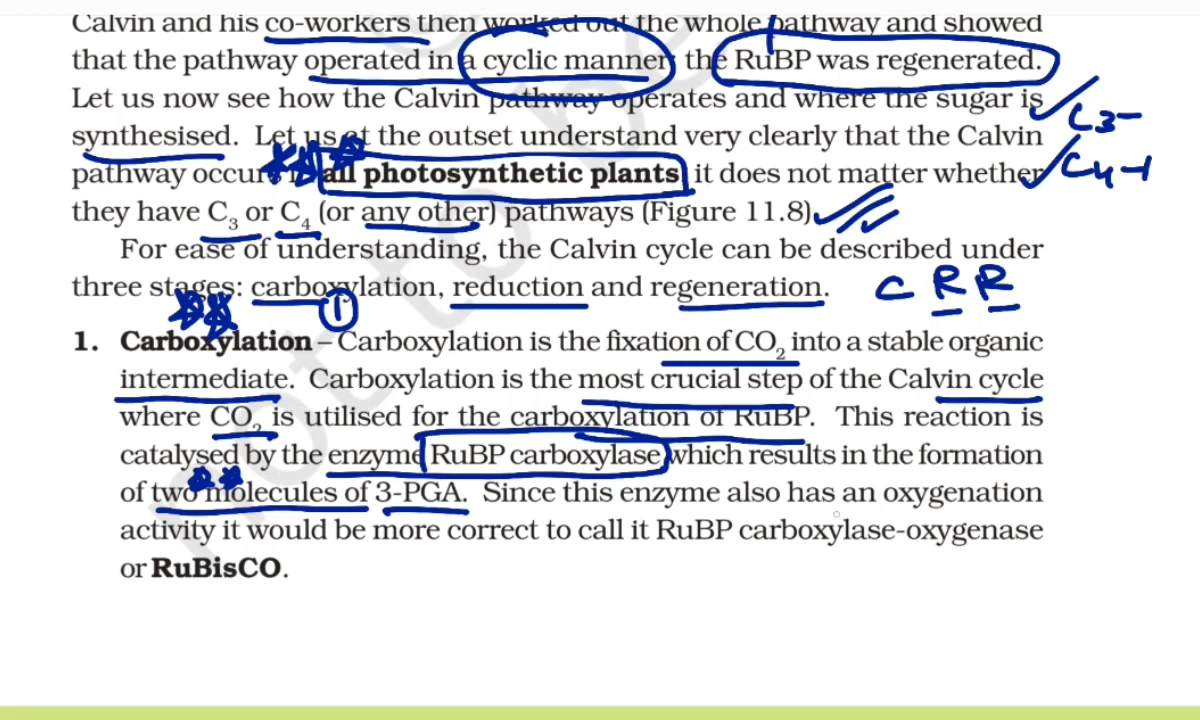 Calvin and his co-workers then worked out the whole pathway and showed
that the pathway operated in a cyclic manner; the RuBP was regenerated.
Let us now see how the Calvin pathway operates and where the sugar is
C3-
synthesised. Let us at the outset understand very clearly that the Calvin
pathway occurs in all photosynthetic plants; it does not matter whether
C4-
they have C₃ or C₄ (or any other) pathways (Figure 11.8).
For ease of understanding, the Calvin cycle can be described under
three stages: carboxylation, reduction and regeneration.
C R R
1
1. Carboxylation – Carboxylation is the fixation of CO₂ into a stable organic
intermediate. Carboxylation is the most crucial step of the Calvin cycle
where CO₂ is utilised for the carboxylation of RuBP. This reaction is
catalysed by the enzyme RuBP carboxylase which results in the formation
of two molecules of 3-PGA. Since this enzyme also has an oxygenation
activity it would be more correct to call it RuBP carboxylase-oxygenase
or RuBisCO.
not to be